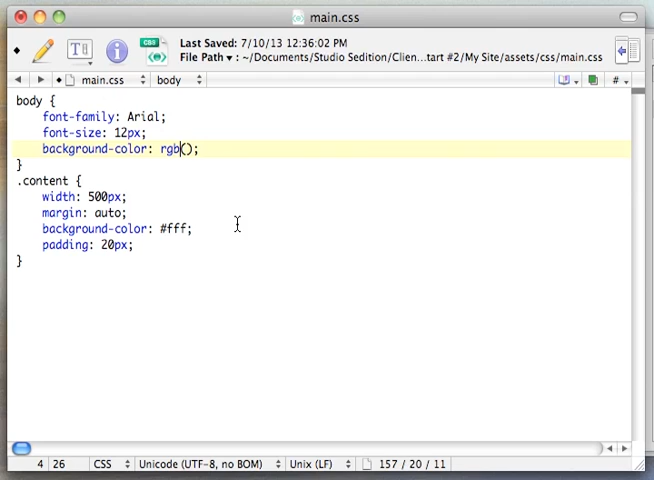 main.css
Last Saved: 7/10/13 12:36:02 PM
File Path ▾ : ~/Documents/Studio Sedition/Clien...tart #2/My Site/assets/css/main.css
CSS
main.css
body
#
body {
font-family: Arial;
font-size: 12px;
background-color: rgb();
}
.content {
width: 500px;
margin: auto;
background-color: #fff;
padding: 20px;
}
4 26 CSS Unicode (UTF-8, no BOM) Unix (LF) 157 / 20 / 11